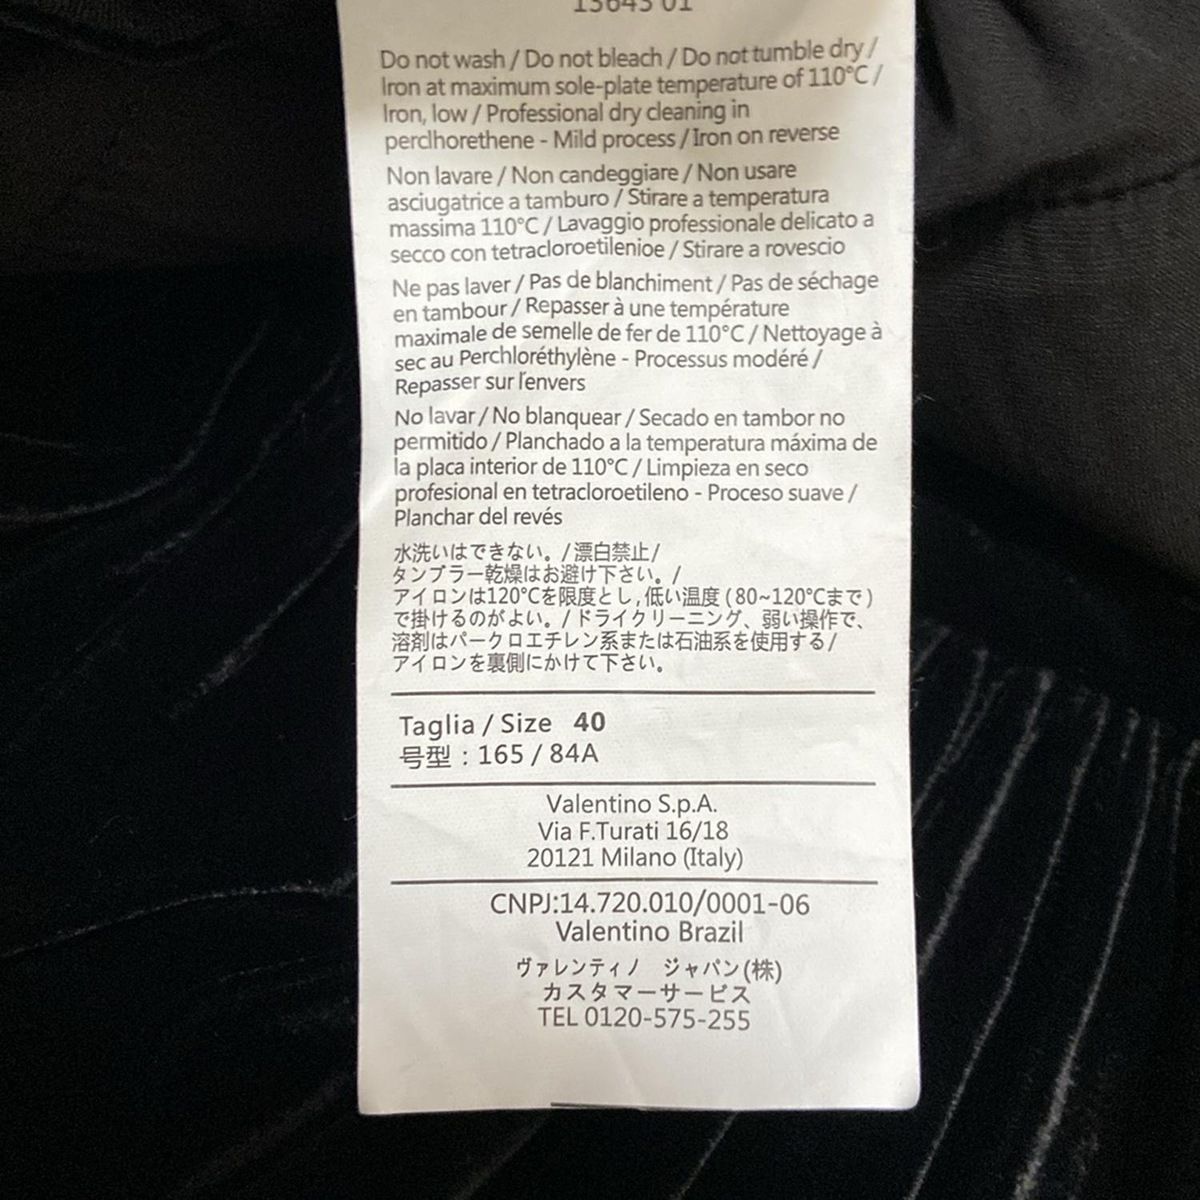 13643 01
Do not wash / Do not bleach / Do not tumble dry /
Iron at maximum sole-plate temperature of 110°C /
Iron, low / Professional dry cleaning in
perclhorethene - Mild process / Iron on reverse
Non lavare / Non candeggiare / Non usare
asciugatrice a tamburo / Stirare a temperatura
massima 110°C / Lavaggio professionale delicato a
secco con tetracloroetilenioe / Stirare a rovescio
Ne pas laver / Pas de blanchiment / Pas de séchage
en tambour / Repasser à une température
maximale de semelle de fer de 110°C / Nettoyage à
sec au Perchloréthylène - Processus modéré /
Repasser sur l'envers
No lavar / No blanquear / Secado en tambor no
permitido / Planchado a la temperatura máxima de
la placa interior de 110°C / Limpieza en seco
profesional en tetracloroetileno - Proceso suave /
Planchar del revés
水洗いはできない。/漂白禁止/
タンブラー乾燥はお避け下さい。/
アイロンは120°Cを限度とし,低い温度 ( 80~120°Cまで )
で掛けるのがよい。/ドライクリーニング、弱い操作で、
溶剤はパークロエチレン系または石油系を使用する/
アイロンを裏側にかけて下さい。
Taglia / Size 40
号型 : 165 / 84A
Valentino S.p.A.
Via F.Turati 16/18
20121 Milano (Italy)
CNPJ:14.720.010/0001-06
Valentino Brazil
ヴァレンティノ ジャパン(株)
カスタマーサービス
TEL 0120-575-255